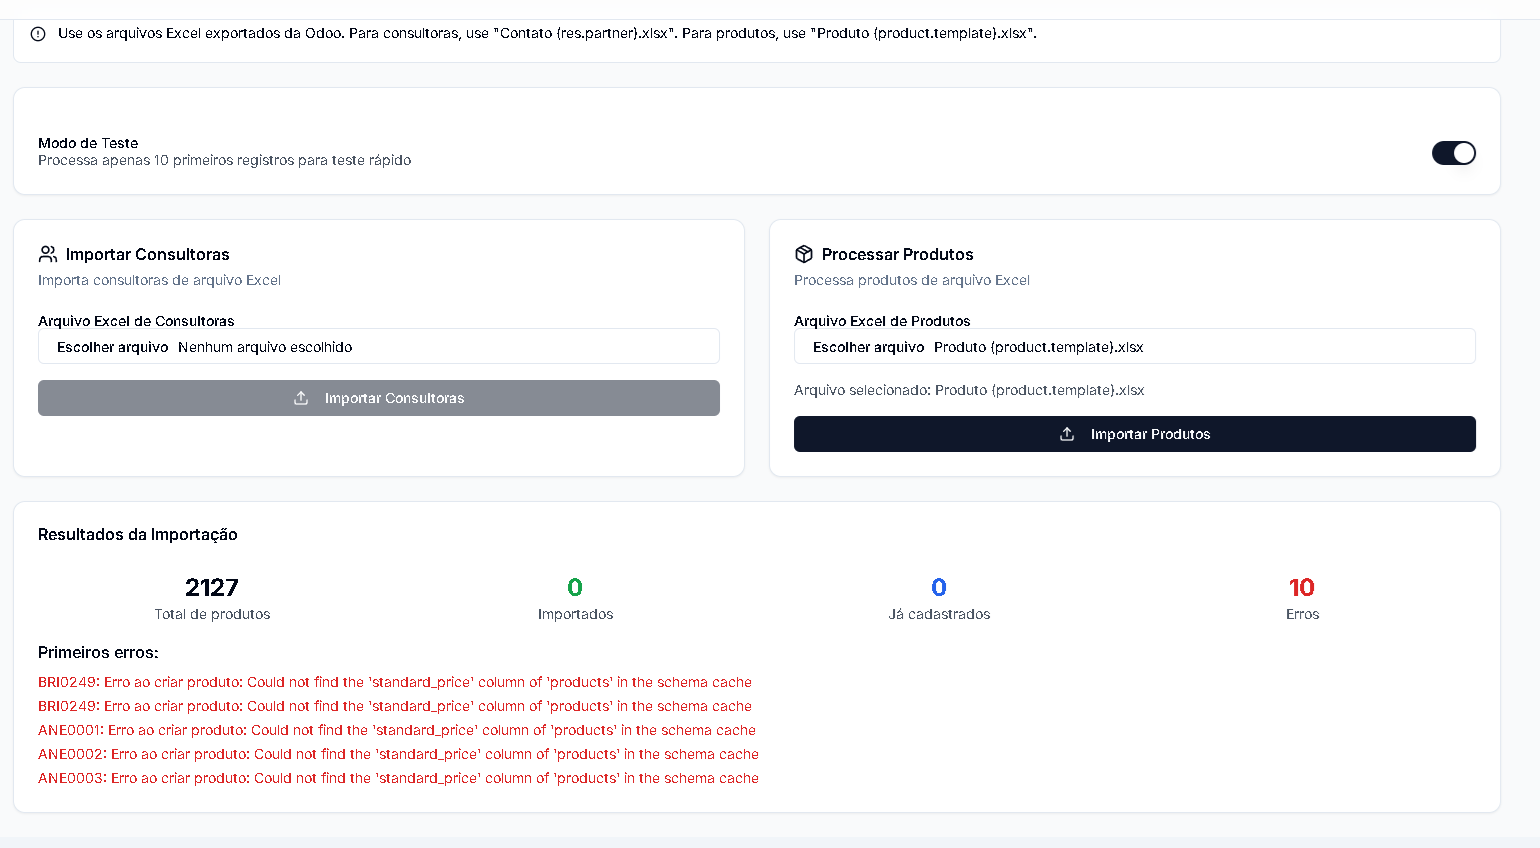 Use os arquivos Excel exportados da Odoo. Para consultoras, use "Contato (res.partner).xlsx". Para produtos, use "Produto (product.template).xlsx".
Modo de Teste
Processa apenas 10 primeiros registros para teste rápido
Importar Consultoras
Importa consultoras de arquivo Excel
Arquivo Excel de Consultoras
Escolher arquivo Nenhum arquivo escolhido
Importar Consultoras
Processar Produtos
Processa produtos de arquivo Excel
Arquivo Excel de Produtos
Escolher arquivo Produto (product.template).xlsx
Arquivo selecionado: Produto (product.template).xlsx
Importar Produtos
Resultados da Importação
2127 0 0 10
Total de produtos Importados Já cadastrados Erros
Primeiros erros:
BRI0249: Erro ao criar produto: Could not find the 'standard_price' column of 'products' in the schema cache
BRI0249: Erro ao criar produto: Could not find the 'standard_price' column of 'products' in the schema cache
ANE0001: Erro ao criar produto: Could not find the 'standard_price' column of 'products' in the schema cache
ANE0002: Erro ao criar produto: Could not find the 'standard_price' column of 'products' in the schema cache
ANE0003: Erro ao criar produto: Could not find the 'standard_price' column of 'products' in the schema cache